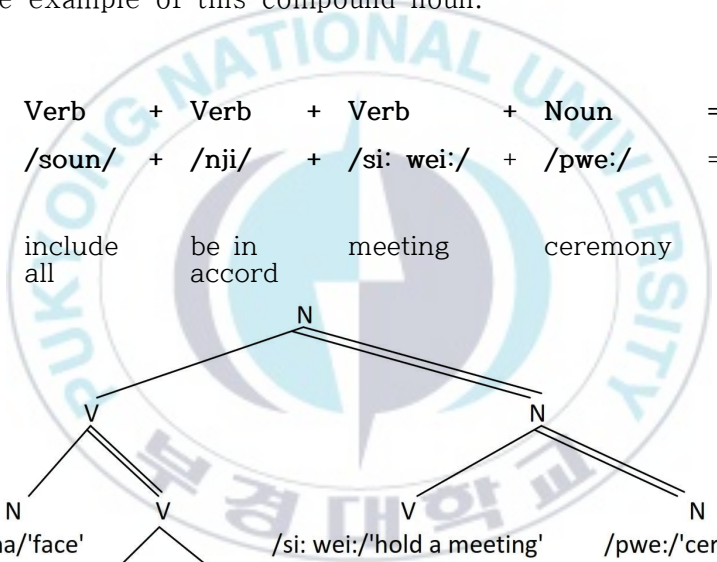 e example of this compound noun.
Verb + Verb + Verb + Noun =
/soun/ + /nji/ + /si: wei:/ + /pwe:/ =
include be in meeting ceremony
all accord
N
V N
N V V N
na/'face' /si: wei:/'hold a meeting' /pwe:/'cer
PUKYONG NATIONAL UNIVERSITY
부경대학교